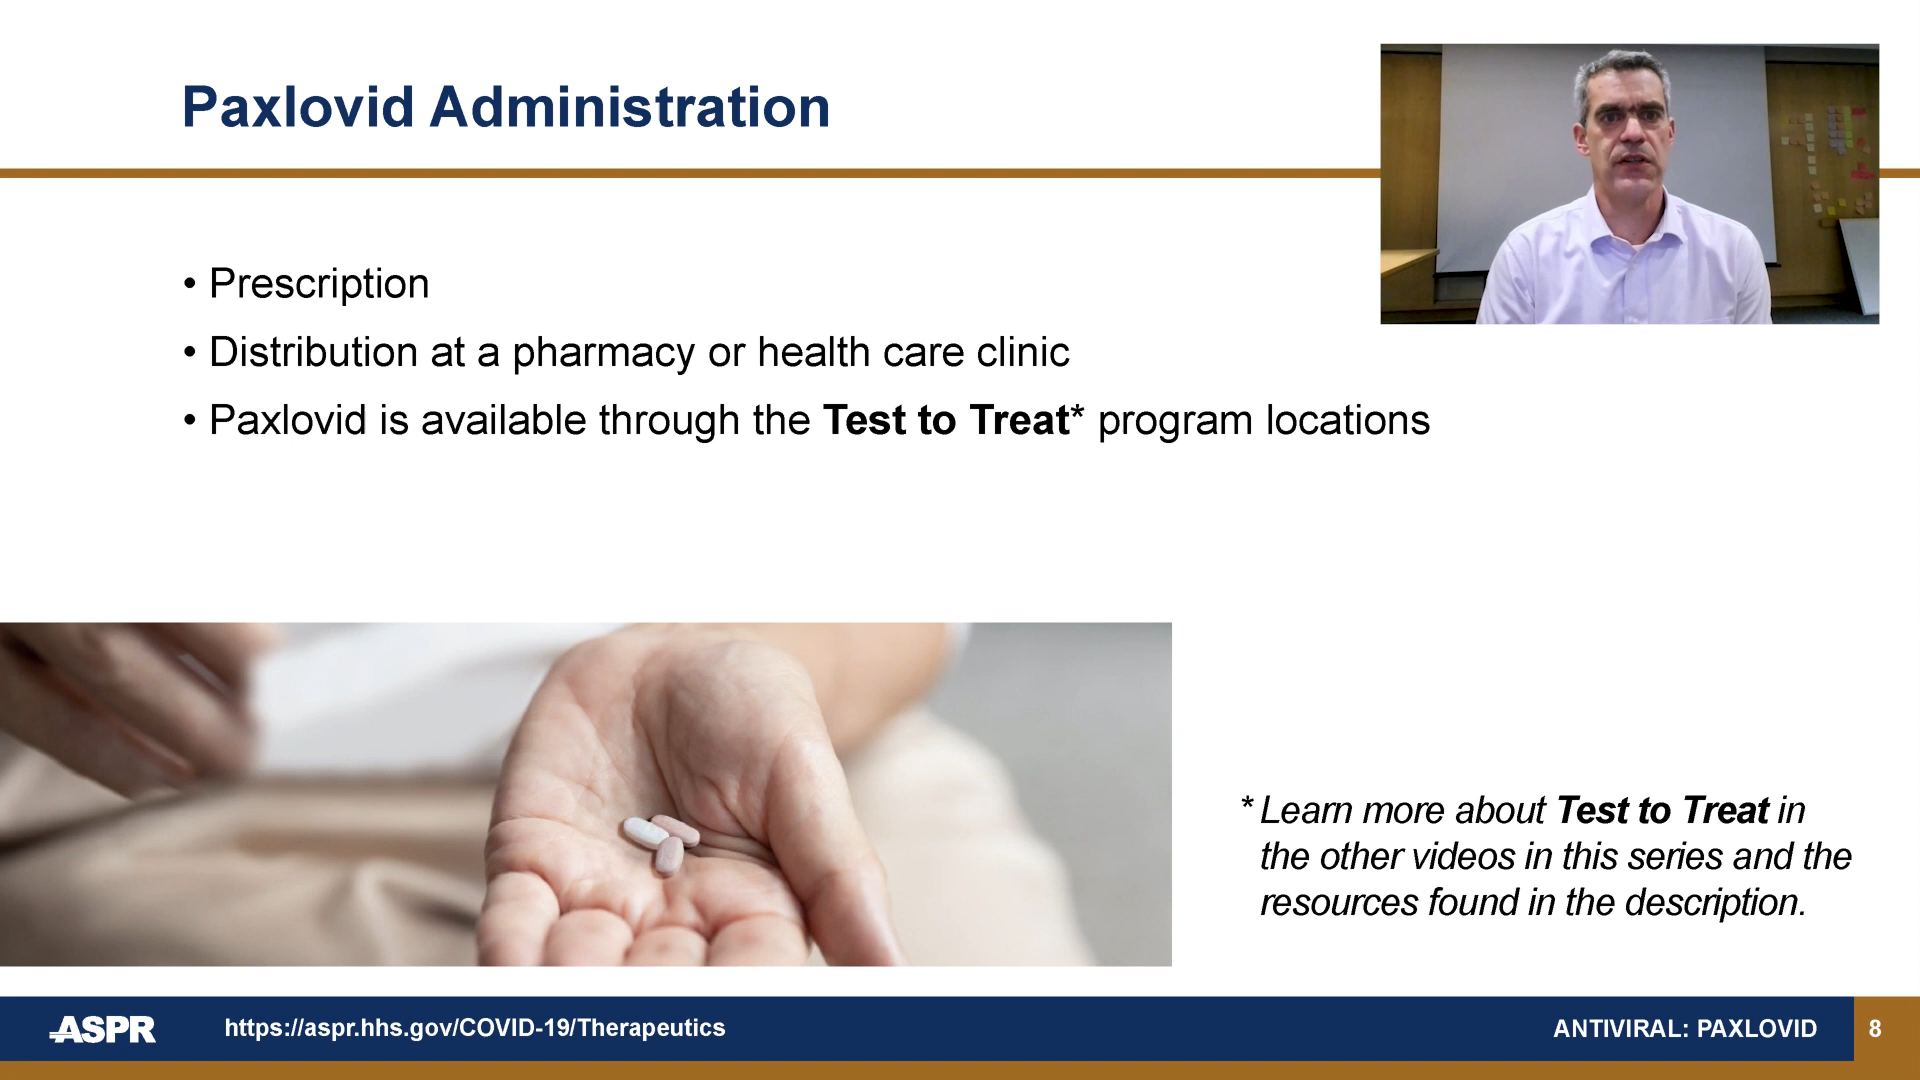 Paxlovid Administration
• Prescription
• Distribution at a pharmacy or health care clinic
• Paxlovid is available through the Test to Treat* program locations
* Learn more about Test to Treat in
the other videos in this series and the
resources found in the description.
ASPR
https://aspr.hhs.gov/COVID-19/Therapeutics
ANTIVIRAL: PAXLOVID
8